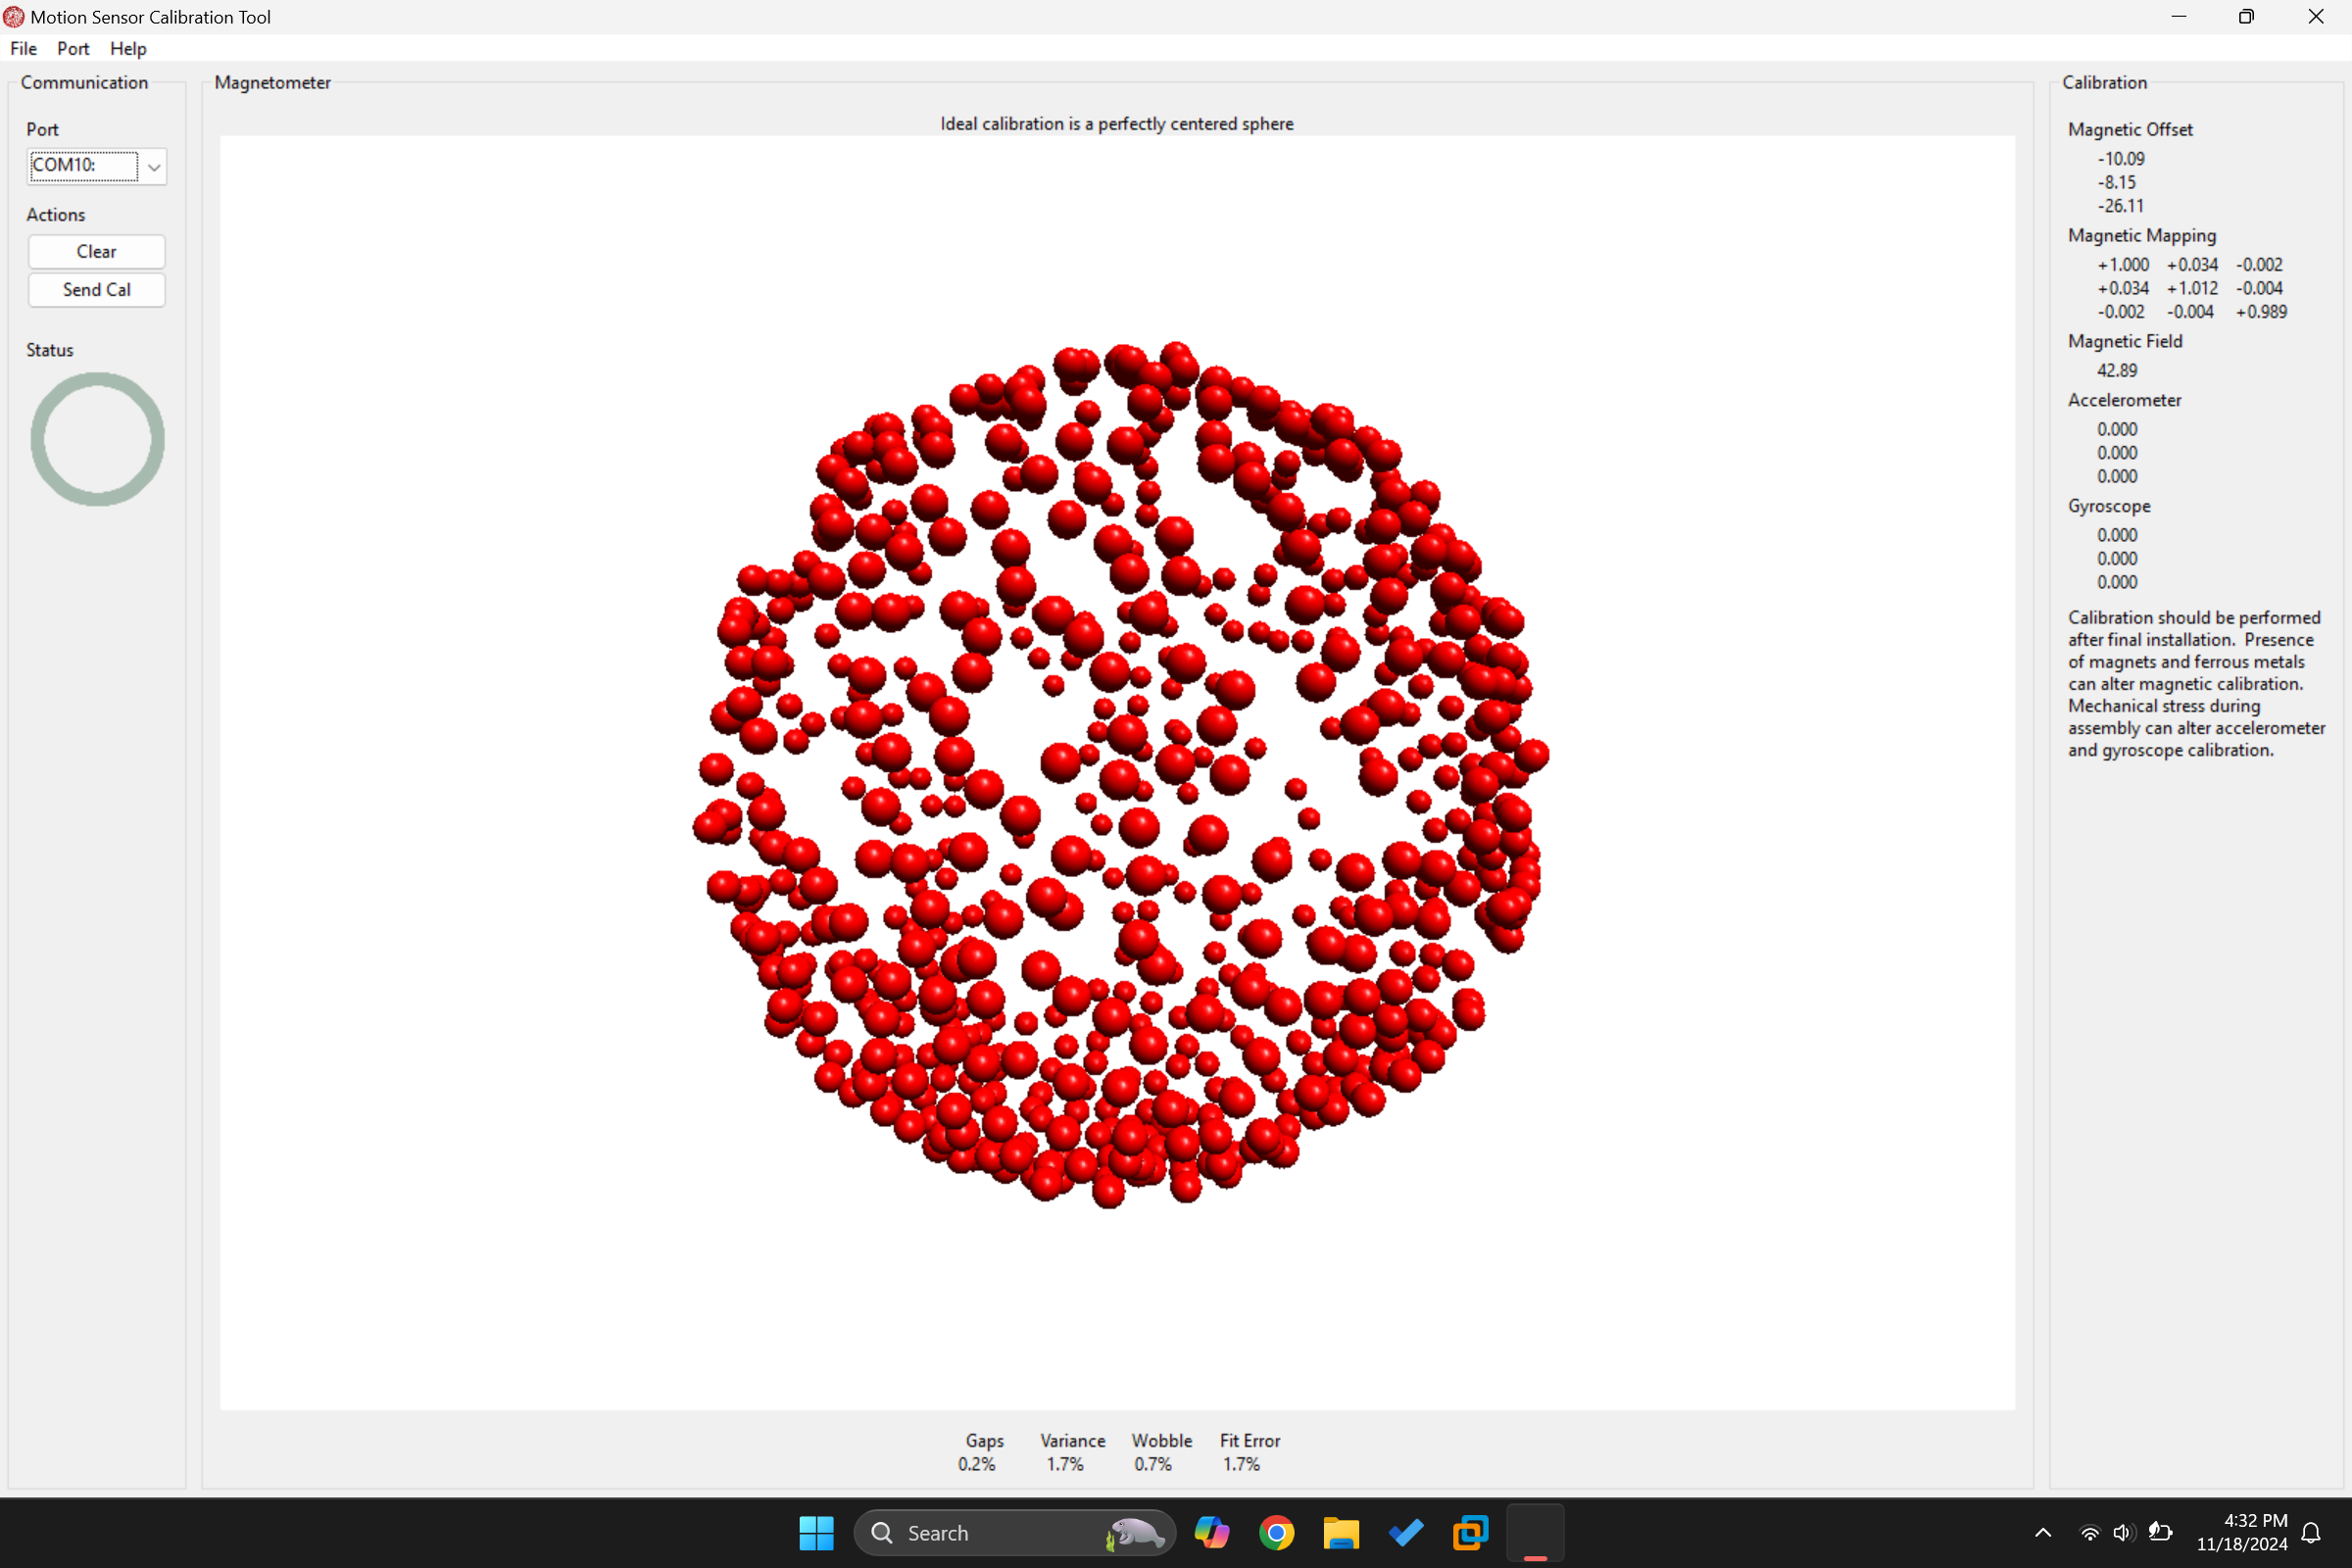 Motion Sensor Calibration Tool
File Port Help
Communication
Port
COM10:
Actions
Clear
Send Cal
Status
Magnetometer
Ideal calibration is a perfectly centered sphere
Gaps Variance Wobble Fit Error
0.2% 1.7% 0.7% 1.7%
Calibration
Magnetic Offset
-10.09
-8.15
-26.11
Magnetic Mapping
+1.000 +0.034 -0.002
+0.034 +1.012 -0.004
-0.002 -0.004 +0.989
Magnetic Field
42.89
Accelerometer
0.000
0.000
0.000
Gyroscope
0.000
0.000
0.000
Calibration should be performed
after final installation. Presence
of magnets and ferrous metals
can alter magnetic calibration.
Mechanical stress during
assembly can alter accelerometer
and gyroscope calibration.
Search
4:32 PM
11/18/2024